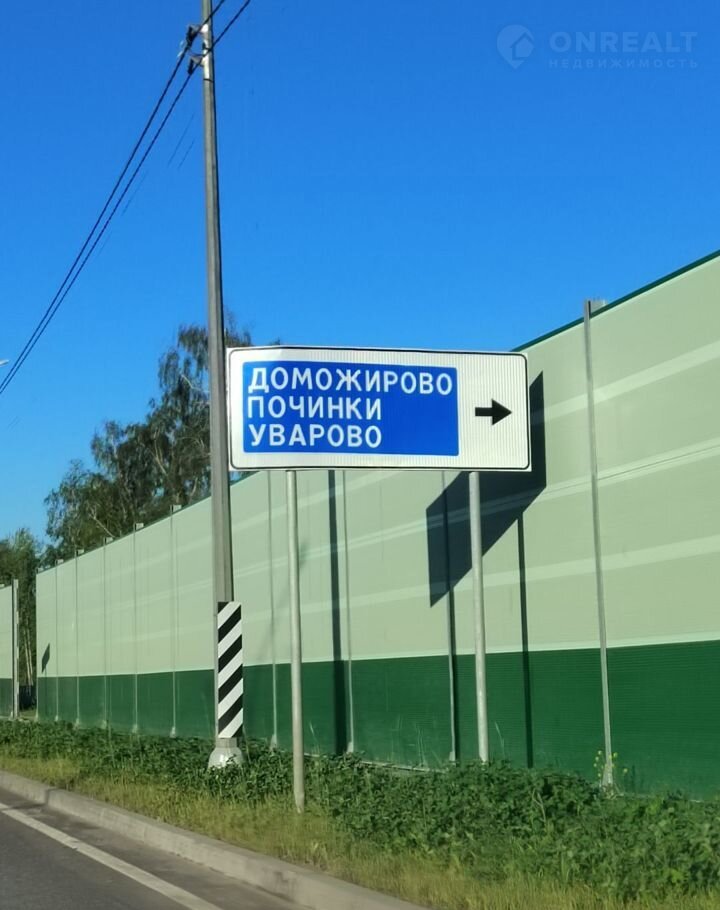 ONREALT
НЕДВИЖИМОСТЬ
ДОМОЖИРОВО
ПОЧИНКИ
УВАРОВО